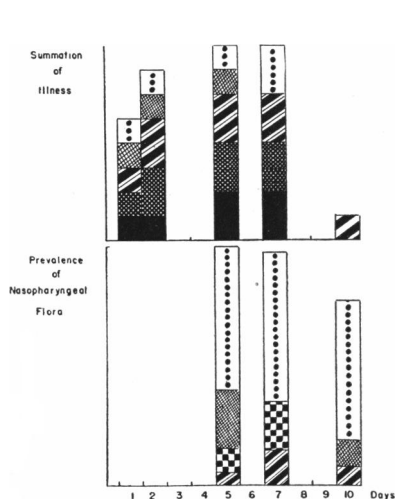 Summation
of
Illness
Prevalence
of
Nasopharyngeal
Flora
1 2 3 4 5 6 7 8 9 10 Days